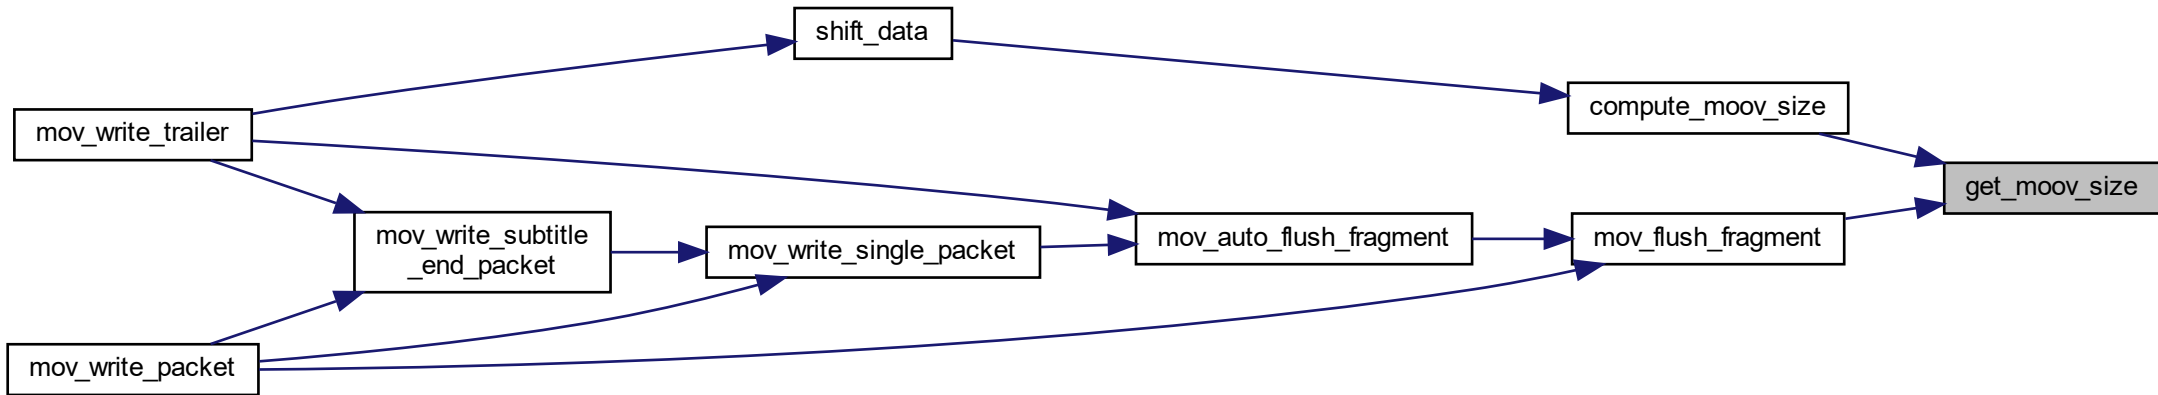 shift_data
compute_moov_size
mov_write_trailer
get_moov_size
mov_write_subtitle
_end_packet
mov_write_single_packet
mov_auto_flush_fragment
mov_flush_fragment
mov_write_packet